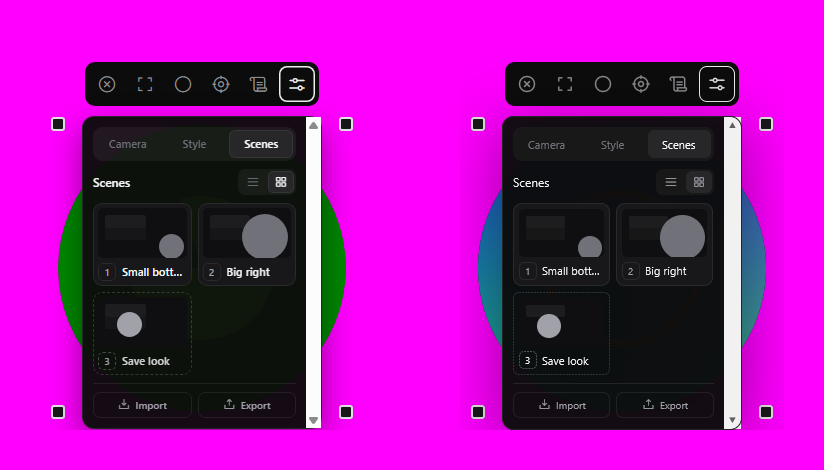 Camera Style Scenes
Scenes
1 Small bott... 2 Big right
3 Save look
Import Export
Camera Style Scenes
Scenes
1 Small bott... 2 Big right
3 Save look
Import Export